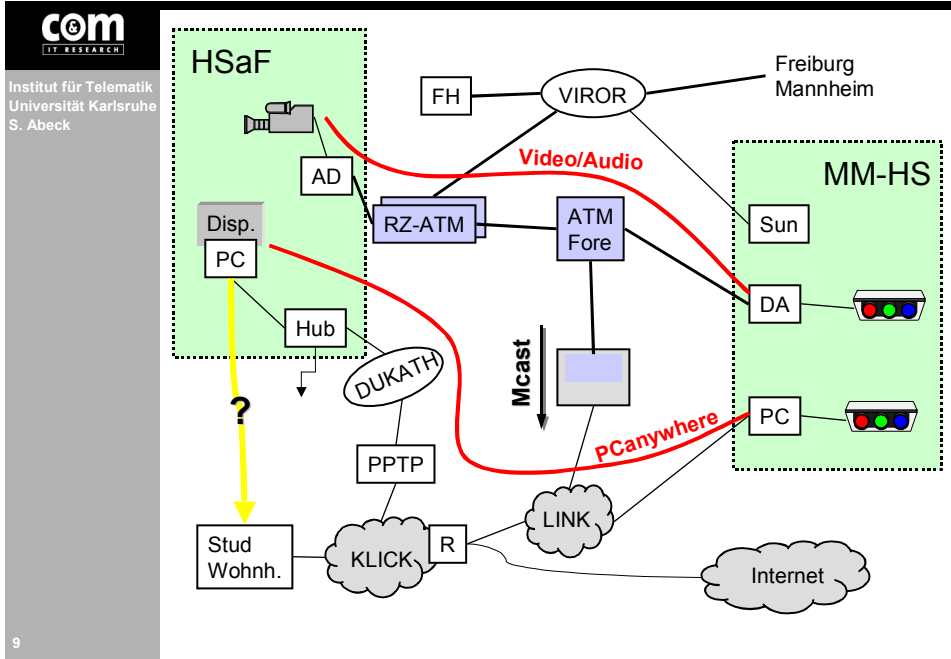 com
IT RESEARCH
Institut für Telematik
Universität Karlsruhe
S. Abeck
HSaF
FH
VIROR
Freiburg
Mannheim
Video/Audio
MM-HS
AD
Disp.
PC
RZ-ATM
ATM
Fore
Sun
DA
Hub
DUKATH
Mcast
?
PC
PCanywhere
PPTP
LINK
Stud
Wohnh.
KLICK
R
Internet
9